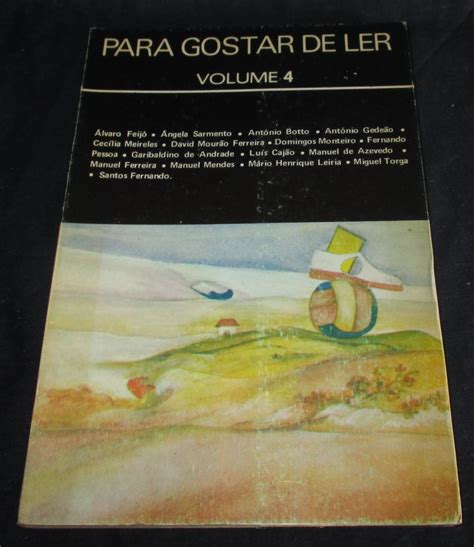 PARA GOSTAR DE LER
VOLUME 4
Álvaro Feijó • Ângela Sarmento • António Botto • António Gedeão •
Cecília Meireles • David Mourão Ferreira • Domingos Monteiro • Fernando
Pessoa • Garibaldino de Andrade • Luís Cajão • Manuel de Azevedo •
Manuel Ferreira • Manuel Mendes • Mário Henrique Leiria • Miguel Torga
• Santos Fernando.